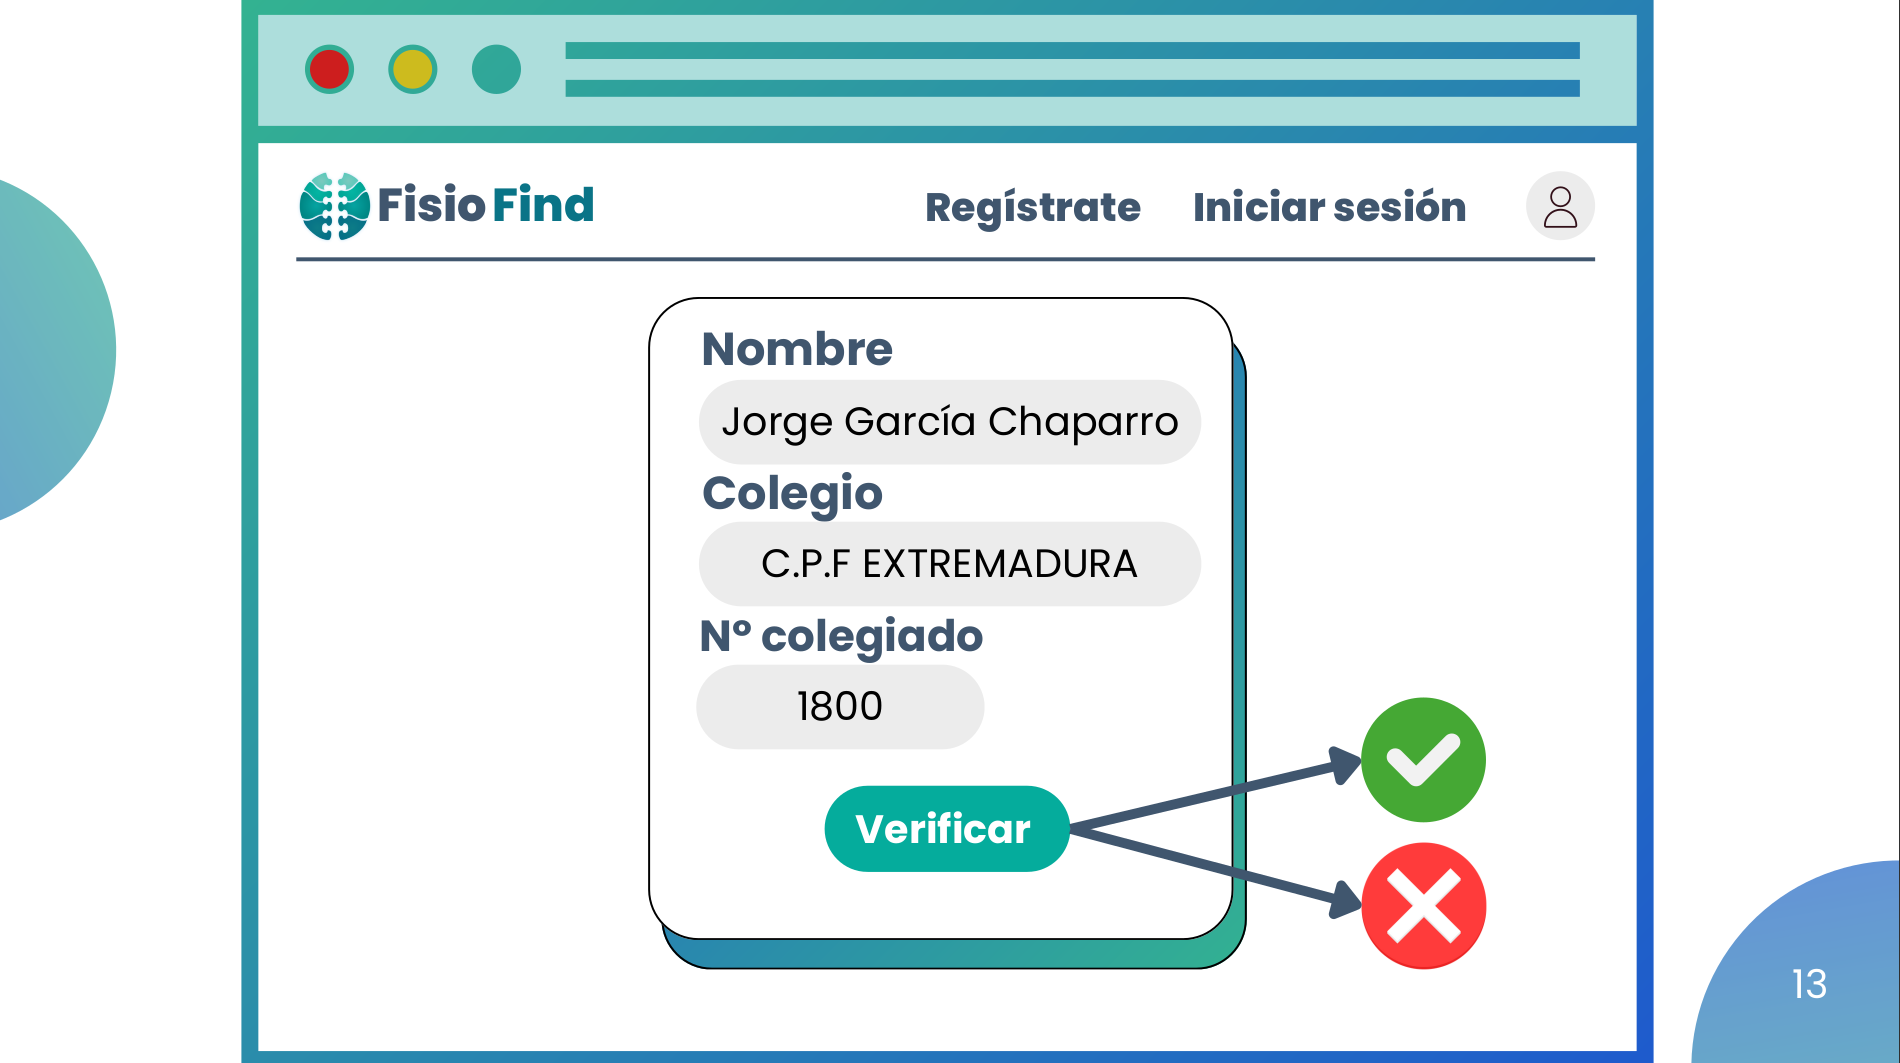 Fisio Find
Regístrate Iniciar sesión
Nombre
Jorge García Chaparro
Colegio
C.P.F EXTREMADURA
Nº colegiado
1800
Verificar
13